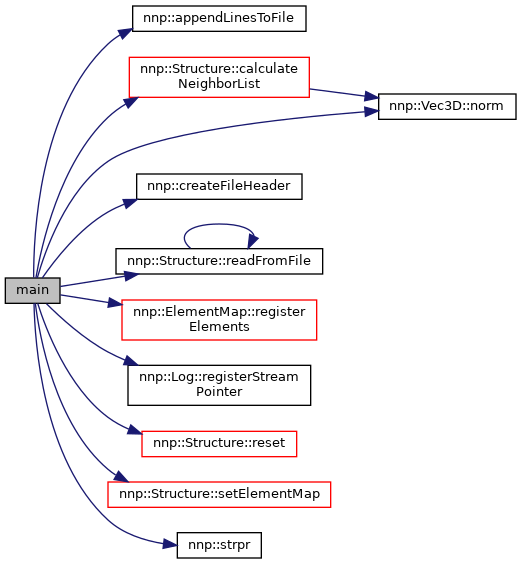 nnp::appendLinesToFile
nnp::Structure::calculate
NeighborList
nnp::Vec3D::norm
nnp::createFileHeader
nnp::Structure::readFromFile
main
nnp::ElementMap::register
Elements
nnp::Log::registerStream
Pointer
nnp::Structure::reset
nnp::Structure::setElementMap
nnp::strpr